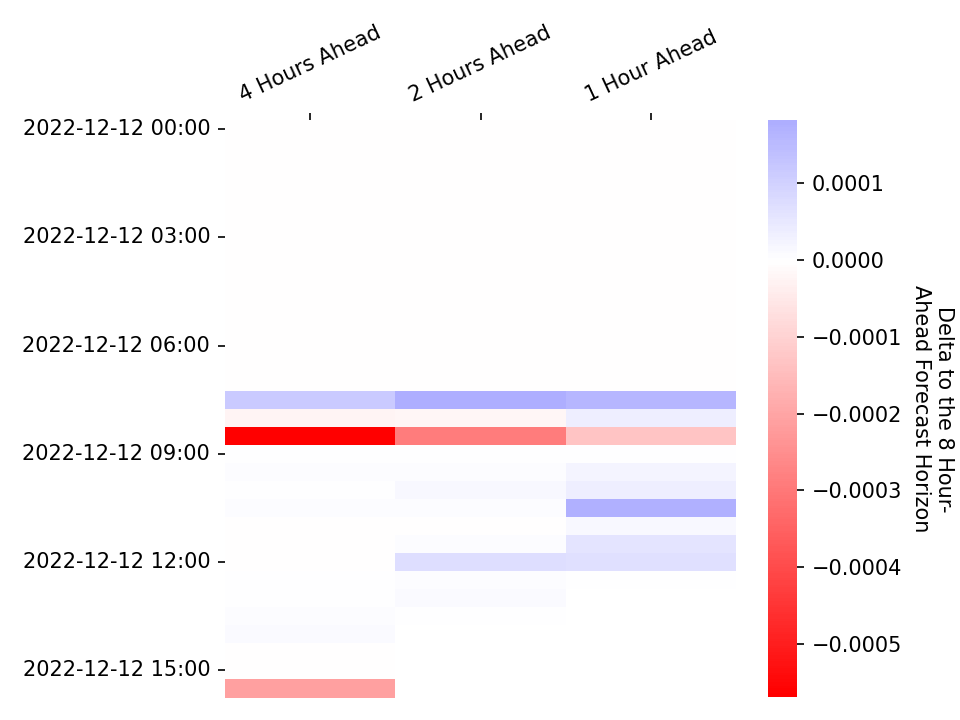 4 Hours Ahead
2 Hours Ahead
1 Hour Ahead
2022-12-12 00:00
2022-12-12 03:00
2022-12-12 06:00
2022-12-12 09:00
2022-12-12 12:00
2022-12-12 15:00
0.0001
0.0000
−0.0001
−0.0002
−0.0003
−0.0004
−0.0005
Delta to the 8 Hour-
Ahead Forecast Horizon